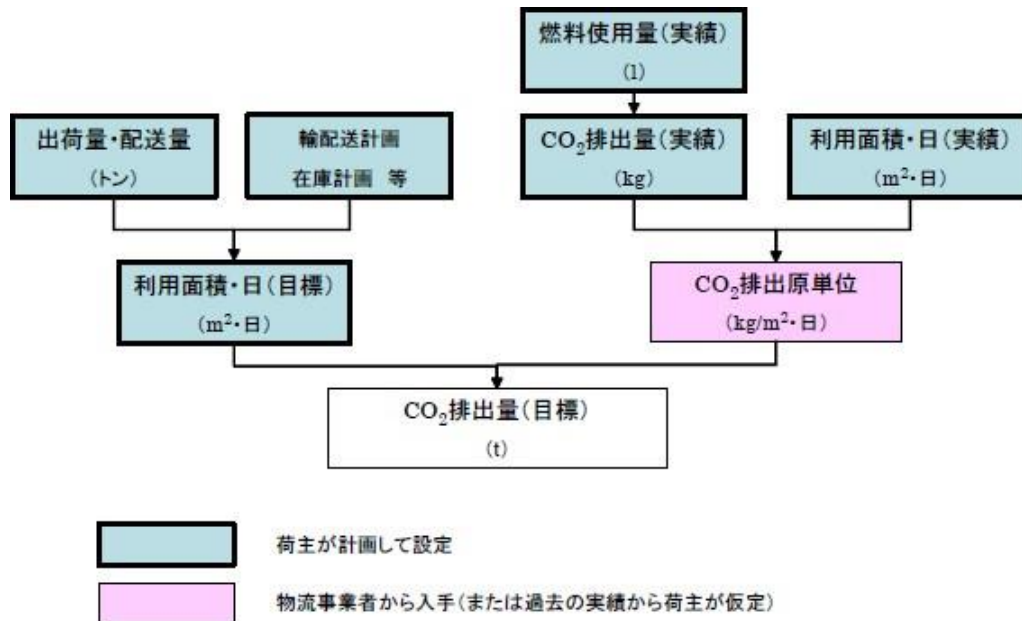 燃料使用量(実績)
(l)
出荷量・配送量
(トン)
輸配送計画
在庫計画 等
CO₂排出量(実績)
(kg)
利用面積・日(実績)
(m²・日)
利用面積・日(目標)
(m²・日)
CO₂排出原単位
(kg/m²・日)
CO₂排出量(目標)
(t)
荷主が計画して設定
物流事業者から入手(または過去の実績から荷主が仮定)